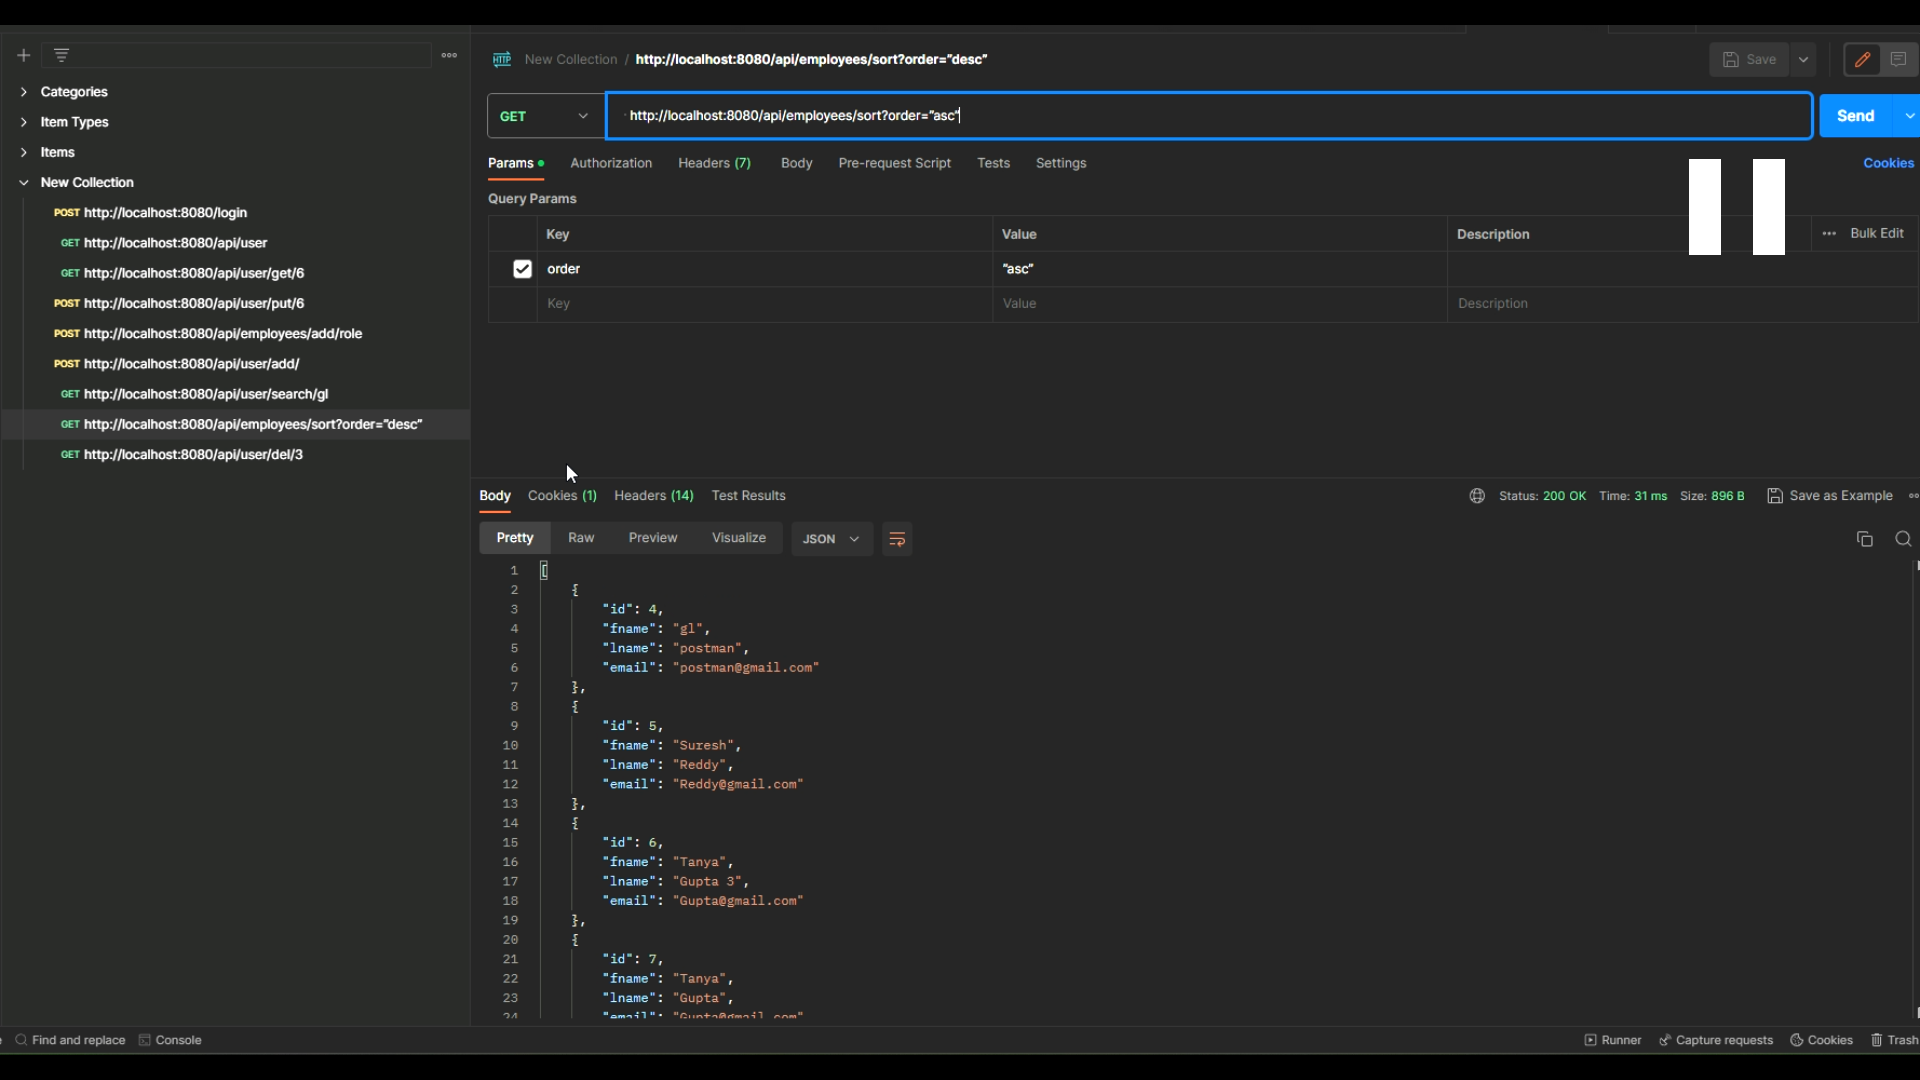 New Collection / http://localhost:8080/api/employees/sort?order="desc"
Save
Categories
Item Types
Items
New Collection
POST http://localhost:8080/login
GET http://localhost:8080/api/user
GET http://localhost:8080/api/user/get/6
POST http://localhost:8080/api/user/put/6
POST http://localhost:8080/api/employees/add/role
POST http://localhost:8080/api/user/add/
GET http://localhost:8080/api/user/search/gl
GET http://localhost:8080/api/employees/sort?order="desc"
GET http://localhost:8080/api/user/del/3
GET http://localhost:8080/api/employees/sort?order="asc" Send
Params Authorization Headers (7) Body Pre-request Script Tests Settings Cookies
Query Params
Key Value Description Bulk Edit
order "asc"
Key Value Description
Body Cookies (1) Headers (14) Test Results Status: 200 OK Time: 31 ms Size: 896 B Save as Example
Pretty Raw Preview Visualize JSON
1 [
2 {
3 "id": 4,
4 "fname": "gl",
5 "lname": "postman",
6 "email": "postman@gmail.com"
7 },
8 {
9 "id": 5,
10 "fname": "Suresh",
11 "lname": "Reddy",
12 "email": "Reddy@gmail.com"
13 },
14 {
15 "id": 6,
16 "fname": "Tanya",
17 "lname": "Gupta 3",
18 "email": "Gupta@gmail.com"
19 },
20 {
21 "id": 7,
22 "fname": "Tanya",
23 "lname": "Gupta",
24 "email": "Gupta@gmail.com"
Find and replace Console Runner Capture requests Cookies Trash